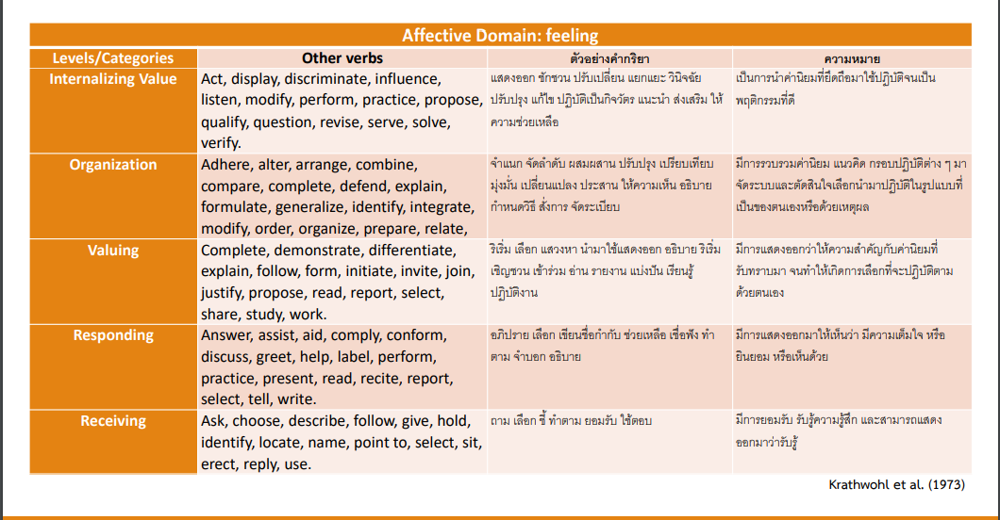 Affective Domain: feeling
Levels/Categories Other verbs ตัวอย่างคำกริยา ความหมาย
Internalizing Value
Act, display, discriminate, influence,
listen, modify, perform, practice, propose,
qualify, question, revise, serve, solve,
verify.
แสดงออก ชักชวน ปรับเปลี่ยน แยกแยะ วินิจฉัย
ปรับปรุง แก้ไข ปฏิบัติเป็นกิจวัตร แนะนำ ส่งเสริม ให้
ความช่วยเหลือ
เป็นการนำค่านิยมที่ยึดถือมาใช้ปฏิบัติจนเป็น
พฤติกรรมที่ดี
Organization
Adhere, alter, arrange, combine,
compare, complete, defend, explain,
formulate, generalize, identify, integrate,
modify, order, organize, prepare, relate,
จำแนก จัดลำดับ ผสมผสาน ปรับปรุง เปรียบเทียบ
มุ่งมั่น เปลี่ยนแปลง ประสาน ให้ความเห็น อธิบาย
กำหนดวิธี สั่งการ จัดระเบียบ
มีการรวบรวมค่านิยม แนวคิด กรอบปฏิบัติต่าง ๆ มา
จัดระบบและตัดสินใจเลือกนำมาปฏิบัติในรูปแบบที่
เป็นของตนเองหรือด้วยเหตุผล
Valuing
Complete, demonstrate, differentiate,
explain, follow, form, initiate, invite, join,
justify, propose, read, report, select,
share, study, work.
ริเริ่ม เลือก แสวงหา นำมาใช้แสดงออก อธิบาย ริเริ่ม
เชิญชวน เข้าร่วม อ่าน รายงาน แบ่งปัน เรียนรู้
ปฏิบัติงาน
มีการแสดงออกว่าให้ความสำคัญกับค่านิยมที่
รับทราบมา จนทำให้เกิดการเลือกที่จะปฏิบัติตาม
ด้วยตนเอง
Responding
Answer, assist, aid, comply, conform,
discuss, greet, help, label, perform,
practice, present, read, recite, report,
select, tell, write.
อภิปราย เลือก เขียนชื่อกำกับ ช่วยเหลือ เชื่อฟัง ทำ
ตาม จำบอก อธิบาย
มีการแสดงออกมาให้เห็นว่า มีความเต็มใจ หรือ
ยินยอม หรือเห็นด้วย
Receiving
Ask, choose, describe, follow, give, hold,
identify, locate, name, point to, select, sit,
erect, reply, use.
ถาม เลือก ชี้ ทำตาม ยอมรับ ใช้ตอบ
มีการยอมรับ รับรู้ความรู้สึก และสามารถแสดง
ออกมาว่ารับรู้
Krathwohl et al. (1973)